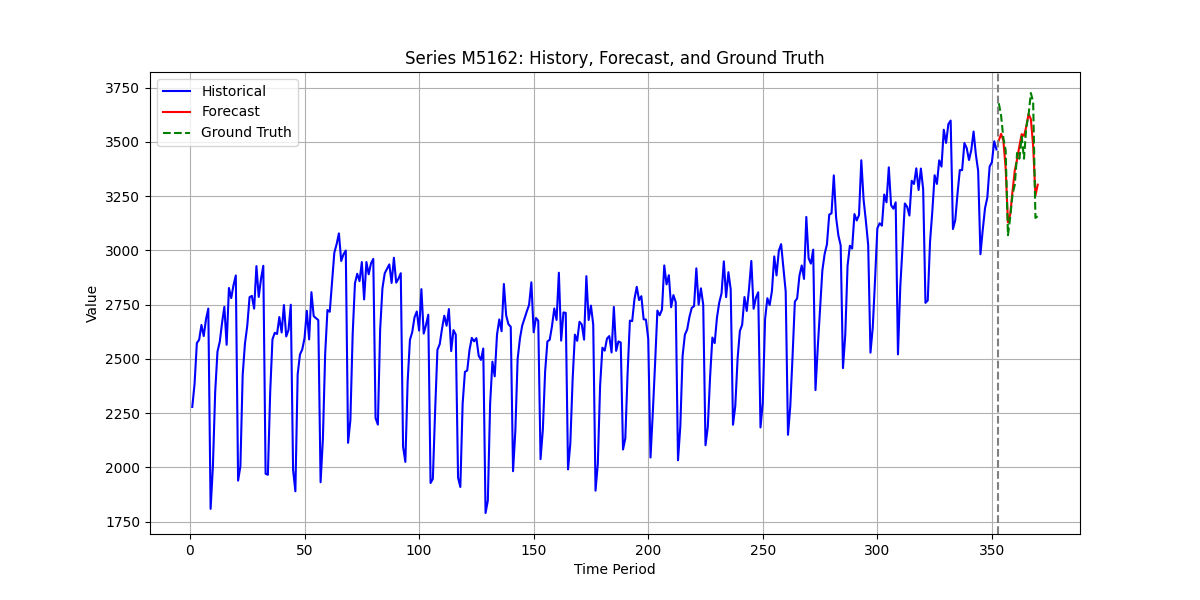 Series M5162: History, Forecast, and Ground Truth
Historical
Forecast
Ground Truth
3750
3500
3250
3000
2750
2500
2250
2000
1750
Value
0 50 100 150 200 250 300 350
Time Period